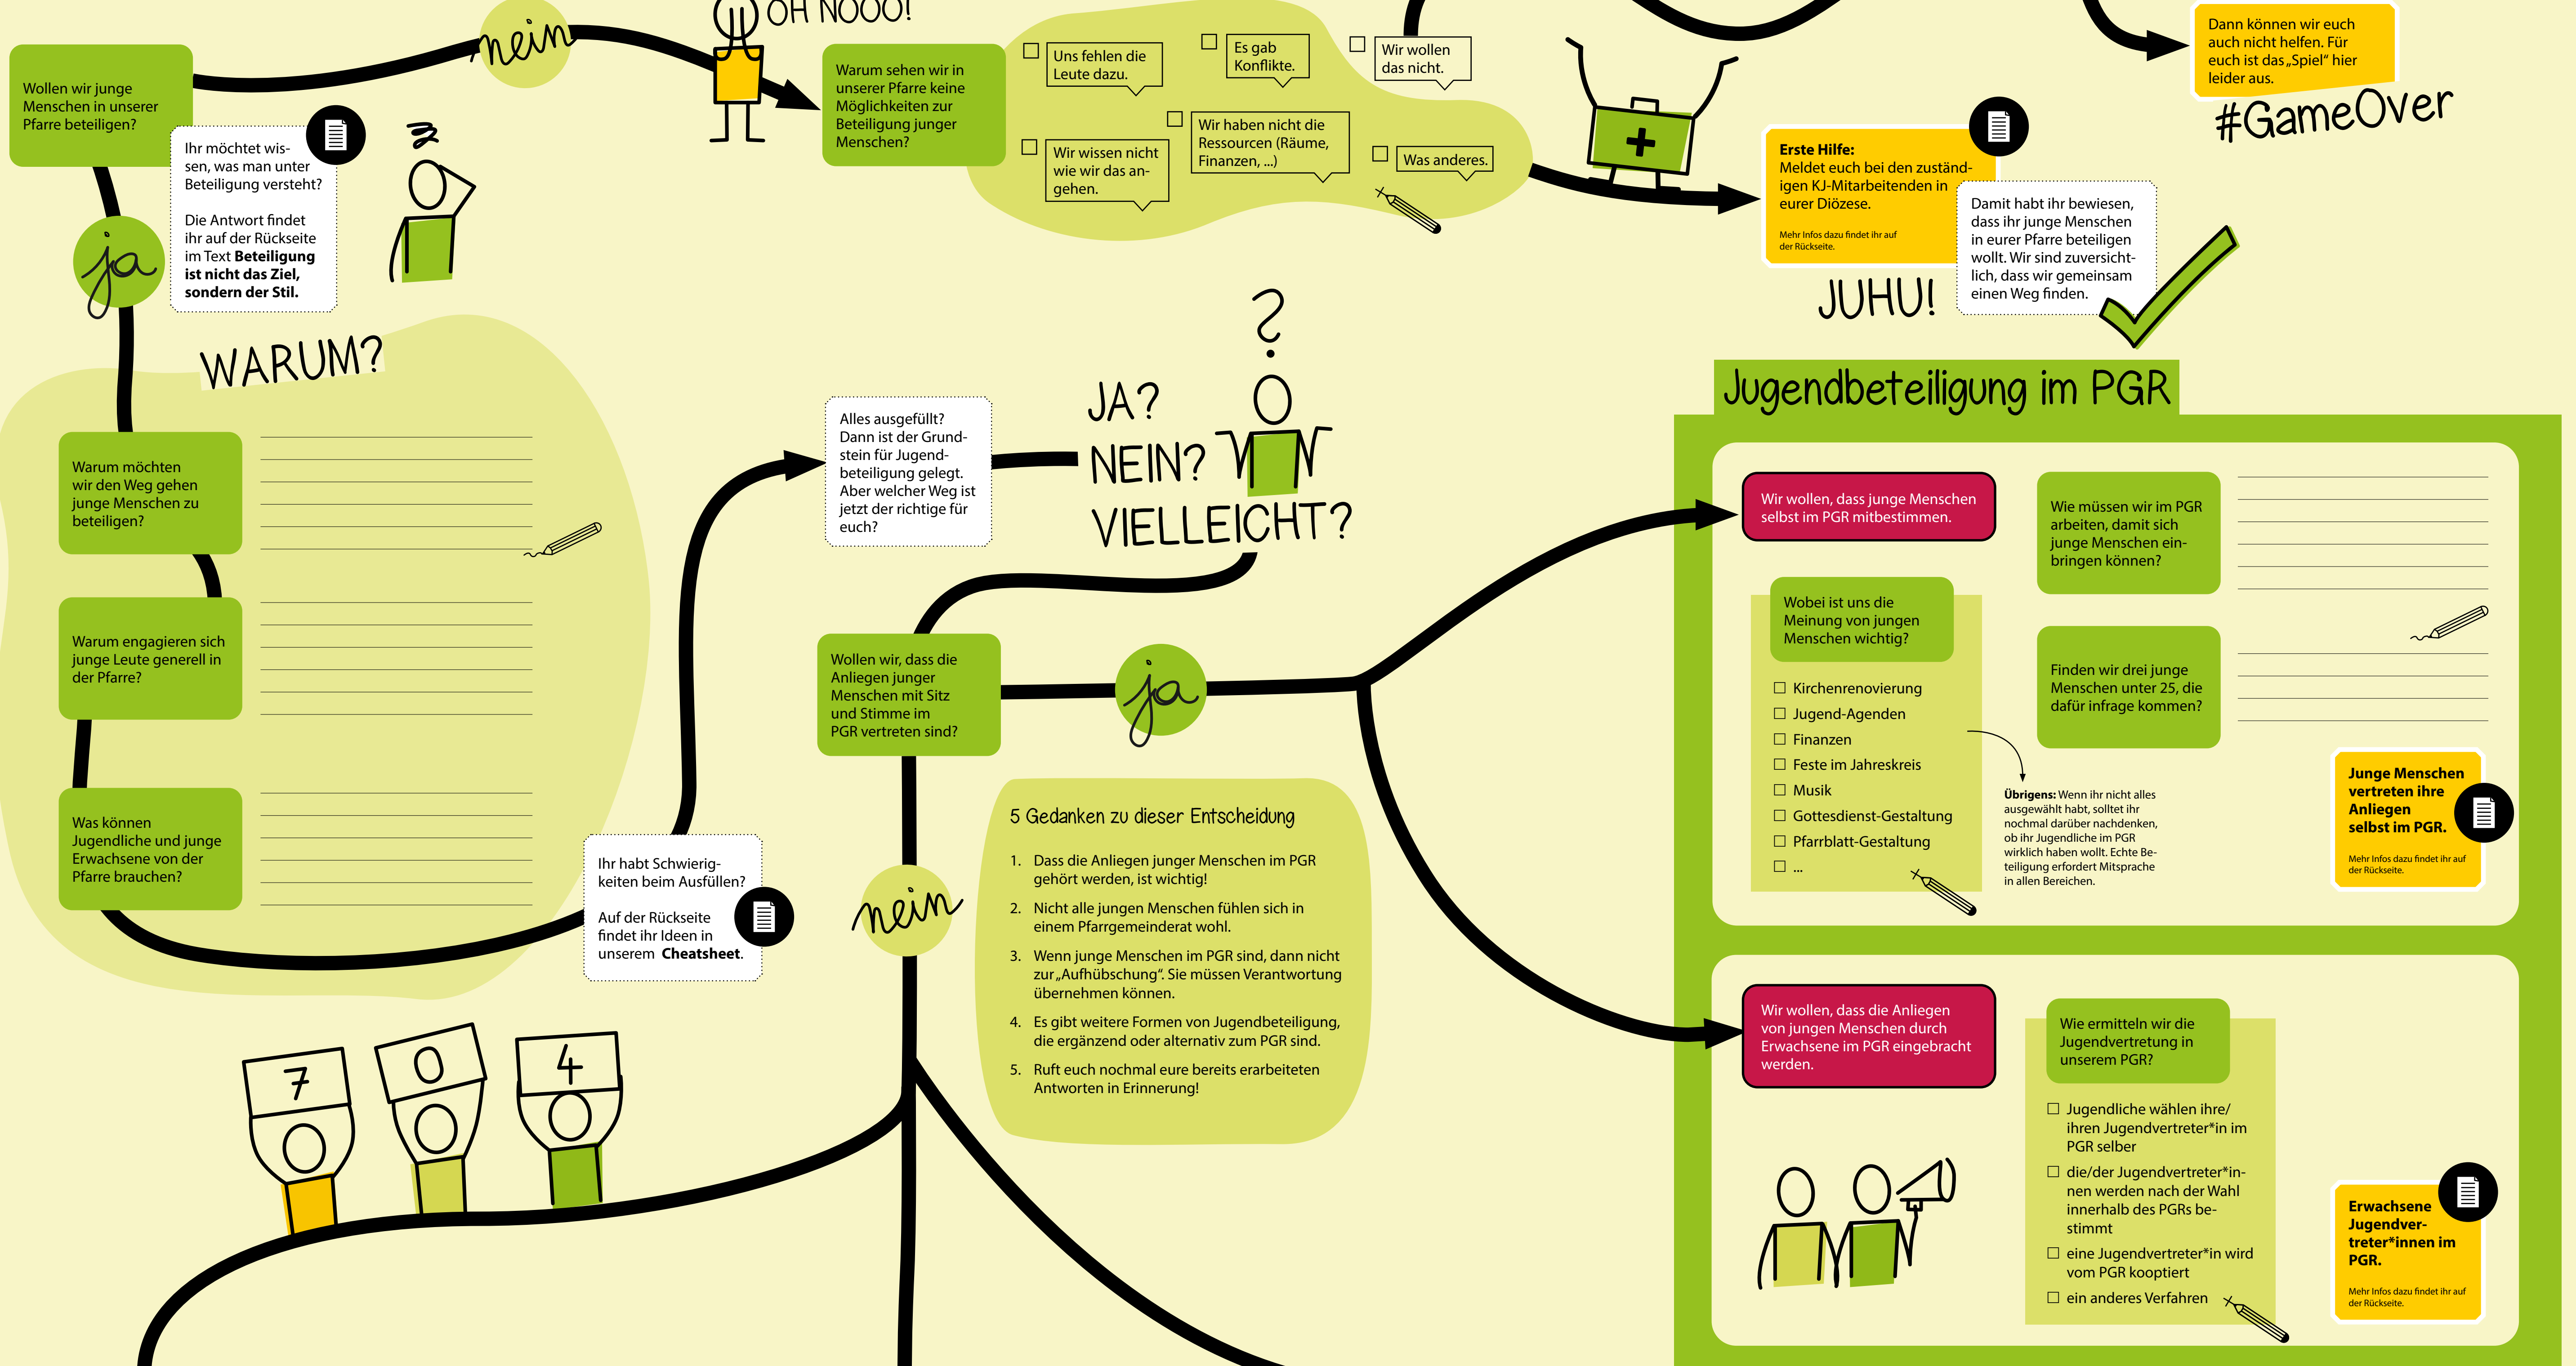 Wollen wir junge
Menschen in unserer
Pfarre beteiligen?
nein
OH NOOO!
Warum sehen wir in
unserer Pfarre keine
Möglichkeiten zur
Beteiligung junger
Menschen?
Uns fehlen die
Leute dazu.
Es gab
Konflikte.
Wir wollen
das nicht.
Wir wissen nicht
wie wir das an-
gehen.
Wir haben nicht die
Ressourcen (Räume,
Finanzen, ...)
Was anderes.
Dann können wir euch
auch nicht helfen. Für
euch ist das „Spiel“ hier
leider aus.
#GameOver
Erste Hilfe:
Meldet euch bei den zuständ-
igen KJ-Mitarbeitenden in
eurer Diözese.
Mehr Infos dazu findet ihr auf
der Rückseite.
Damit habt ihr bewiesen,
dass ihr junge Menschen
in eurer Pfarre beteiligen
wollt. Wir sind zuversicht-
lich, dass wir gemeinsam
einen Weg finden.
JUHU!
Ihr möchtet wis-
sen, was man unter
Beteiligung versteht?
Die Antwort findet
ihr auf der Rückseite
im Text Beteiligung
ist nicht das Ziel,
sondern der Stil.
ja
WARUM?
Warum möchten
wir den Weg gehen
junge Menschen zu
beteiligen?
Warum engagieren sich
junge Leute generell in
der Pfarre?
Was können
Jugendliche und junge
Erwachsene von der
Pfarre brauchen?
Ihr habt Schwierig-
keiten beim Ausfüllen?
Auf der Rückseite
findet ihr Ideen in
unserem Cheatsheet.
7
0
4
Alles ausgefüllt?
Dann ist der Grund-
stein für Jugend-
beteiligung gelegt.
Aber welcher Weg ist
jetzt der richtige für
euch?
?
JA?
NEIN?
VIELLEICHT?
Wollen wir, dass die
Anliegen junger
Menschen mit Sitz
und Stimme im
PGR vertreten sind?
ja
nein
5 Gedanken zu dieser Entscheidung
1. Dass die Anliegen junger Menschen im PGR
gehört werden, ist wichtig!
2. Nicht alle jungen Menschen fühlen sich in
einem Pfarrgemeinderat wohl.
3. Wenn junge Menschen im PGR sind, dann nicht
zur „Aufhübschung“. Sie müssen Verantwortung
übernehmen können.
4. Es gibt weitere Formen von Jugendbeteiligung,
die ergänzend oder alternativ zum PGR sind.
5. Ruft euch nochmal eure bereits erarbeiteten
Antworten in Erinnerung!
Jugendbeteiligung im PGR
Wir wollen, dass junge Menschen
selbst im PGR mitbestimmen.
Wobei ist uns die
Meinung von jungen
Menschen wichtig?
Kirchenrenovierung
Jugend-Agenden
Finanzen
Feste im Jahreskreis
Musik
Gottesdienst-Gestaltung
Pfarrblatt-Gestaltung
...
Wie müssen wir im PGR
arbeiten, damit sich
junge Menschen ein-
bringen können?
Finden wir drei junge
Menschen unter 25, die
dafür infrage kommen?
Übrigens: Wenn ihr nicht alles
ausgewählt habt, solltet ihr
nochmal darüber nachdenken,
ob ihr Jugendliche im PGR
wirklich haben wollt. Echte Be-
teiligung erfordert Mitsprache
in allen Bereichen.
Junge Menschen
vertreten ihre
Anliegen
selbst im PGR.
Mehr Infos dazu findet ihr auf
der Rückseite.
Wir wollen, dass die Anliegen
von jungen Menschen durch
Erwachsene im PGR eingebracht
werden.
Wie ermitteln wir die
Jugendvertretung in
unserem PGR?
Jugendliche wählen ihre/
ihren Jugendvertreter*in im
PGR selber
die/der Jugendvertreter*in-
nen werden nach der Wahl
innerhalb des PGRs be-
stimmt
eine Jugendvertreter*in wird
vom PGR kooptiert
ein anderes Verfahren
Erwachsene
Jugendver-
treter*innen im
PGR.
Mehr Infos dazu findet ihr auf
der Rückseite.